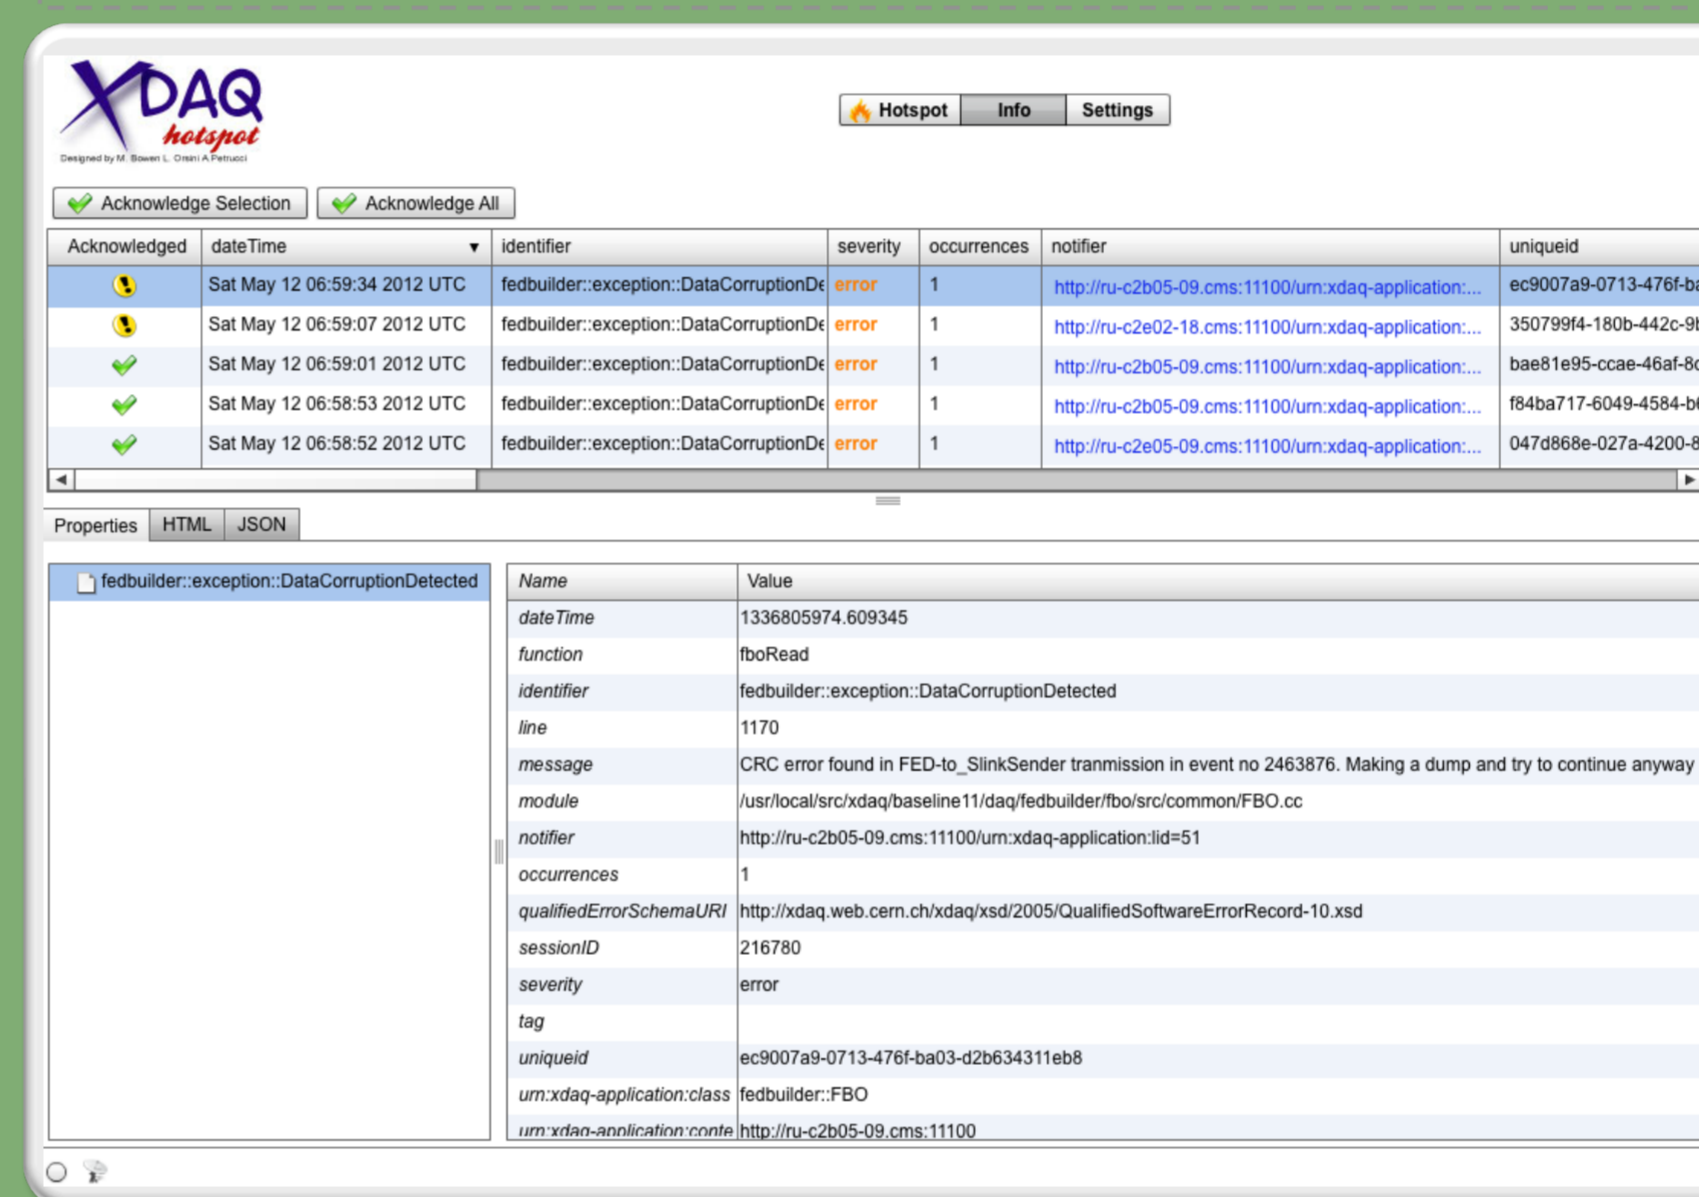 XDAQ
hotspot
Designed by M. Bowen L. Orsini A.Petrucci
Hotspot Info Settings
Acknowledge Selection Acknowledge All
Acknowledged dateTime identifier severity occurrences notifier uniqueid
Sat May 12 06:59:34 2012 UTC fedbuilder::exception::DataCorruptionDe error 1 http://ru-c2b05-09.cms:11100/urn:xdaq-application:... ec9007a9-0713-476f-ba
Sat May 12 06:59:07 2012 UTC fedbuilder::exception::DataCorruptionDe error 1 http://ru-c2e02-18.cms:11100/urn:xdaq-application:... 350799f4-180b-442c-9b
Sat May 12 06:59:01 2012 UTC fedbuilder::exception::DataCorruptionDe error 1 http://ru-c2b05-09.cms:11100/urn:xdaq-application:... bae81e95-ccae-46af-8c
Sat May 12 06:58:53 2012 UTC fedbuilder::exception::DataCorruptionDe error 1 http://ru-c2b05-09.cms:11100/urn:xdaq-application:... f84ba717-6049-4584-b6
Sat May 12 06:58:52 2012 UTC fedbuilder::exception::DataCorruptionDe error 1 http://ru-c2e05-09.cms:11100/urn:xdaq-application:... 047d868e-027a-4200-8
Properties HTML JSON
fedbuilder::exception::DataCorruptionDetected
Name Value
dateTime 1336805974.609345
function fboRead
identifier fedbuilder::exception::DataCorruptionDetected
line 1170
message CRC error found in FED-to_SlinkSender tranmission in event no 2463876. Making a dump and try to continue anyway
module /usr/local/src/xdaq/baseline11/daq/fedbuilder/fbo/src/common/FBO.cc
notifier http://ru-c2b05-09.cms:11100/urn:xdaq-application:lid=51
occurrences 1
qualifiedErrorSchemaURI http://xdaq.web.cern.ch/xdaq/xsd/2005/QualifiedSoftwareErrorRecord-10.xsd
sessionID 216780
severity error
tag
uniqueid ec9007a9-0713-476f-ba03-d2b634311eb8
urn:xdaq-application:class fedbuilder::FBO
urn:xdaq-application:conte http://ru-c2b05-09.cms:11100